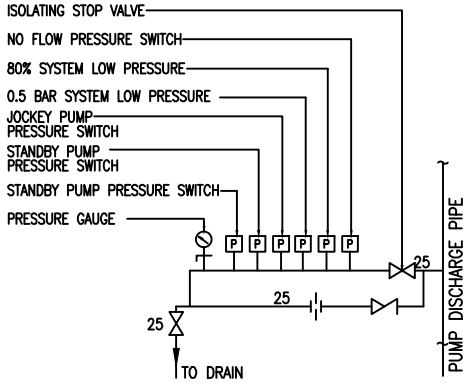 ISOLATING STOP VALVE
NO FLOW PRESSURE SWITCH
80% SYSTEM LOW PRESSURE
0.5 BAR SYSTEM LOW PRESSURE
JOCKEY PUMP
PRESSURE SWITCH
STANDBY PUMP
PRESSURE SWITCH
STANDBY PUMP PRESSURE SWITCH
PRESSURE GAUGE
P P P P P P
25
25
25
TO DRAIN
PUMP DISCHARGE PIPE